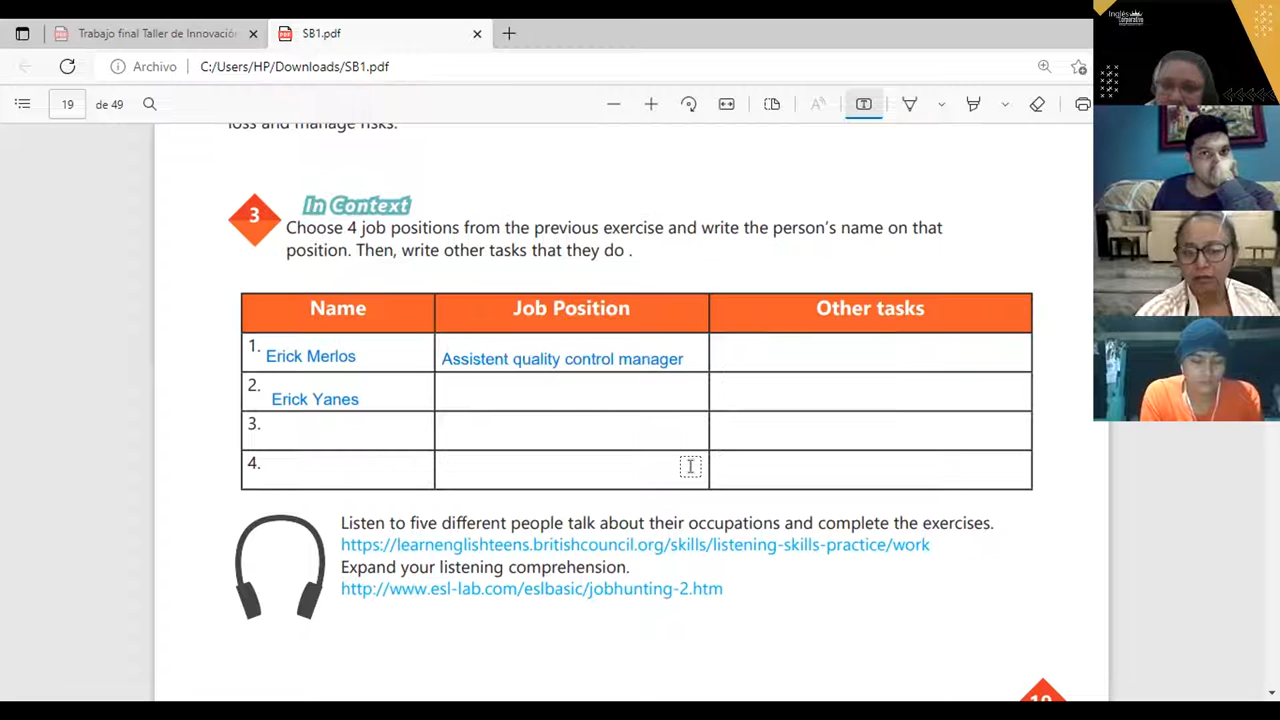 Trabajo final Taller de Innovación
SB1.pdf
Archivo
C:/Users/HP/Downloads/SB1.pdf
19
de 49
Inglés
Corporativo
loss and manage risks.
3
In Context
Choose 4 job positions from the previous exercise and write the person's name on that
position. Then, write other tasks that they do .
Name Job Position Other tasks
1. Erick Merlos Assistent quality control manager
2. Erick Yanes
3.
4.
Listen to five different people talk about their occupations and complete the exercises.
https://learnenglishteens.britishcouncil.org/skills/listening-skills-practice/work
Expand your listening comprehension.
http://www.esl-lab.com/eslbasic/jobhunting-2.htm
19